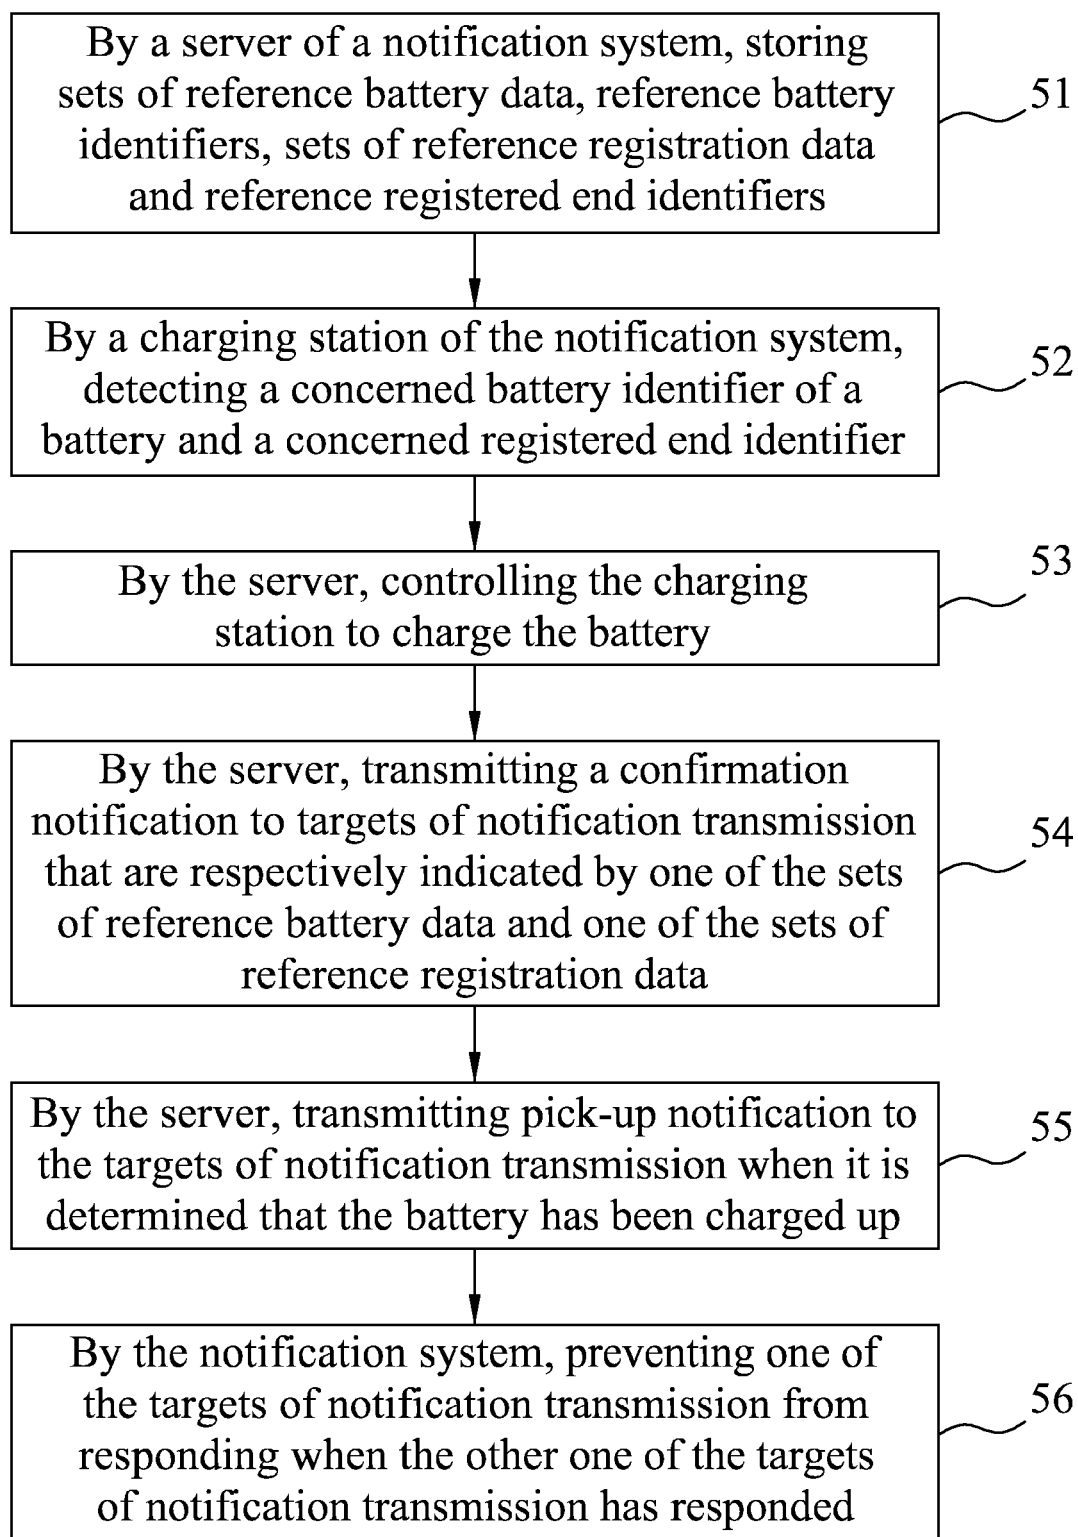 By a server of a notification system, storing
sets of reference battery data, reference battery
identifiers, sets of reference registration data
and reference registered end identifiers
51
By a charging station of the notification system,
detecting a concerned battery identifier of a
battery and a concerned registered end identifier
52
By the server, controlling the charging
station to charge the battery
53
By the server, transmitting a confirmation
notification to targets of notification transmission
that are respectively indicated by one of the sets
of reference battery data and one of the sets of
reference registration data
54
By the server, transmitting pick-up notification to
the targets of notification transmission when it is
determined that the battery has been charged up
55
By the notification system, preventing one of
the targets of notification transmission from
responding when the other one of the targets
of notification transmission has responded
56